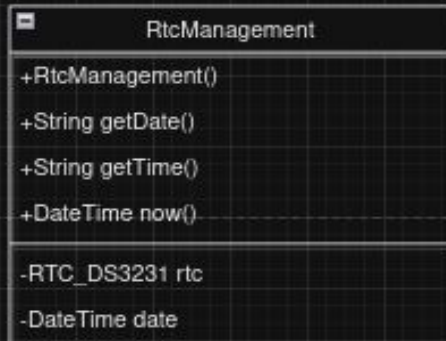 RtcManagement
+RtcManagement()
+String getDate()
+String getTime()
+DateTime now()
-RTC_DS3231 rtc
-DateTime date